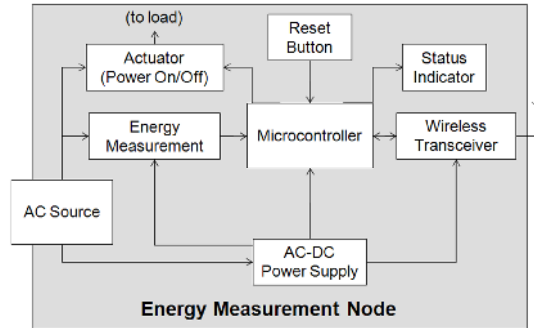 (to load)
Actuator
(Power On/Off)
Reset
Button
Status
Indicator
Energy
Measurement
Microcontroller
Wireless
Transceiver
AC Source
AC-DC
Power Supply
Energy Measurement Node